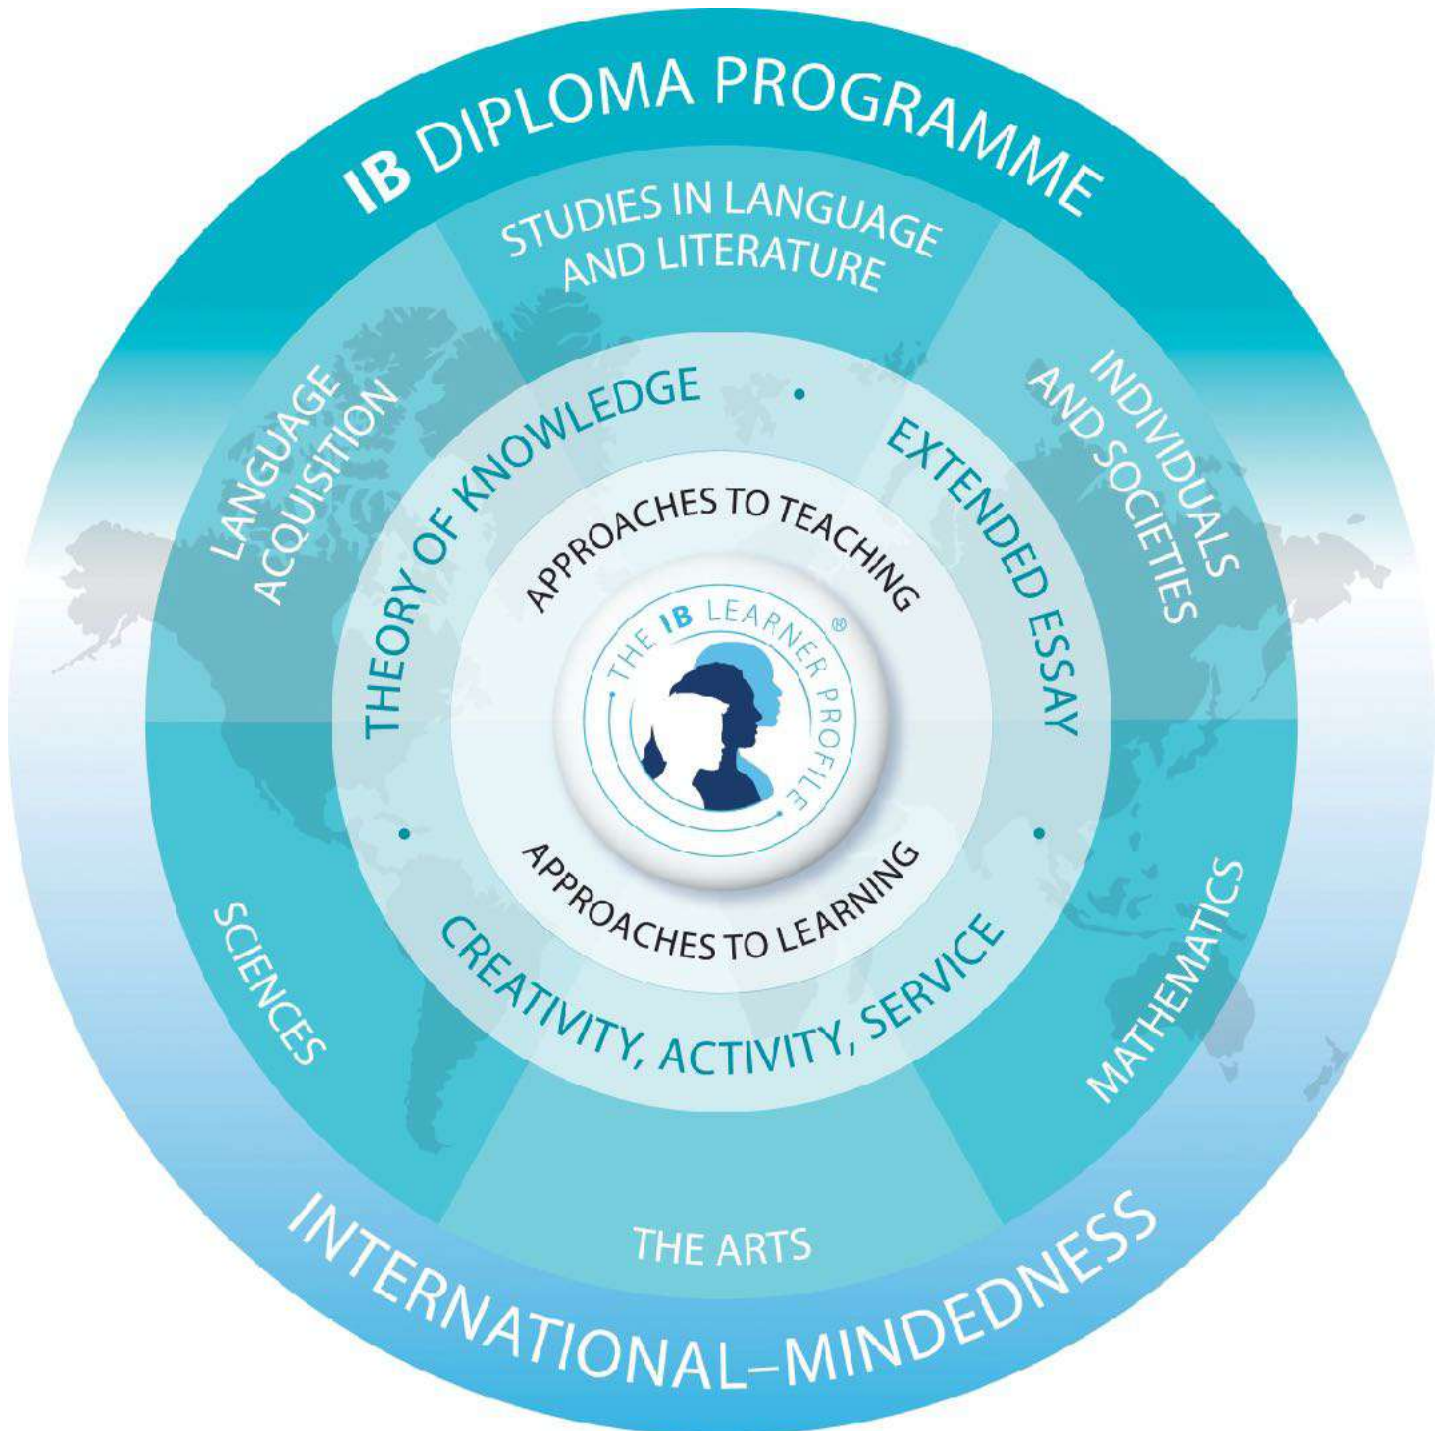 IB DIPLOMA PROGRAMME
STUDIES IN LANGUAGE
AND LITERATURE
LANGUAGE
ACQUISITION
INDIVIDUALS
AND SOCIETIES
THEORY OF KNOWLEDGE
•
EXTENDED ESSAY
APPROACHES TO TEACHING
• THE IB LEARNER PROFILE •
®
APPROACHES TO LEARNING
•
CREATIVITY, ACTIVITY, SERVICE
•
SCIENCES
MATHEMATICS
THE ARTS
INTERNATIONAL–MINDEDNESS